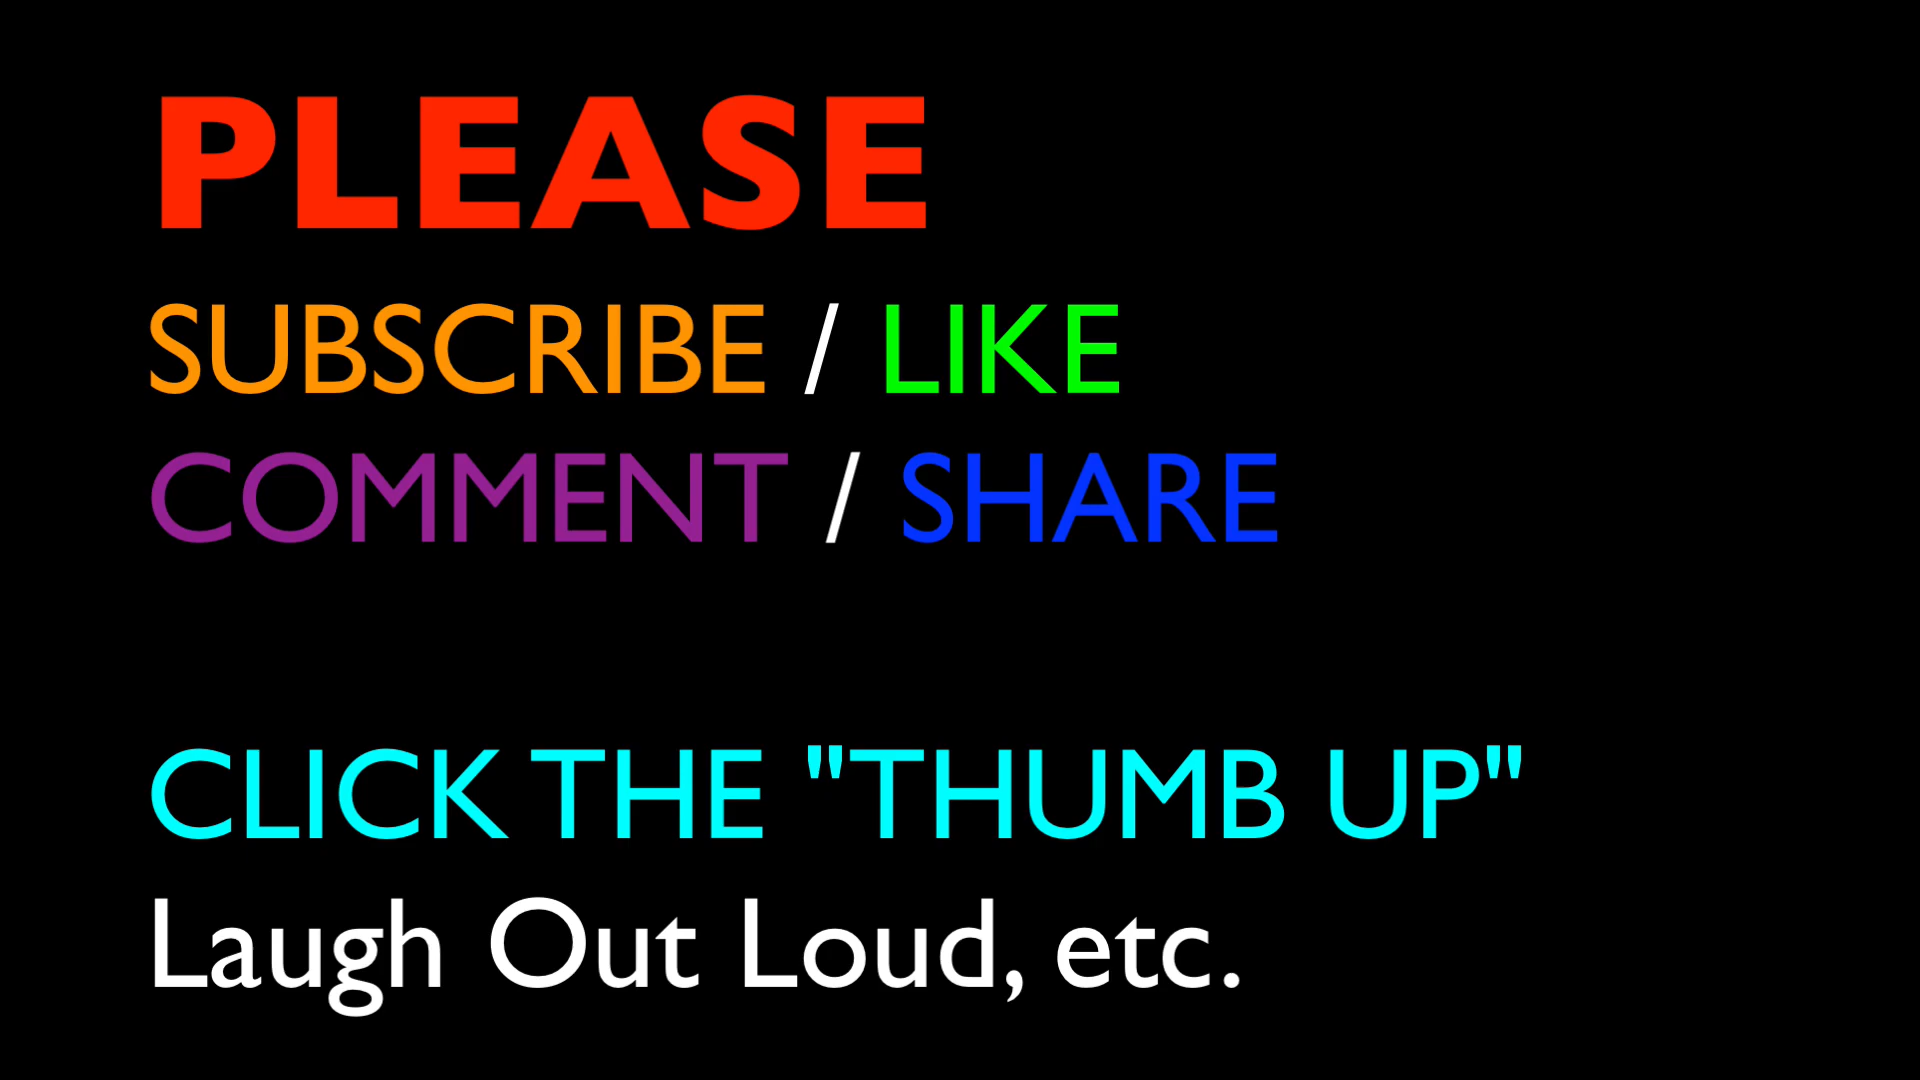 PLEASE
SUBSCRIBE / LIKE
COMMENT / SHARE
CLICK THE "THUMB UP"
Laugh Out Loud, etc.